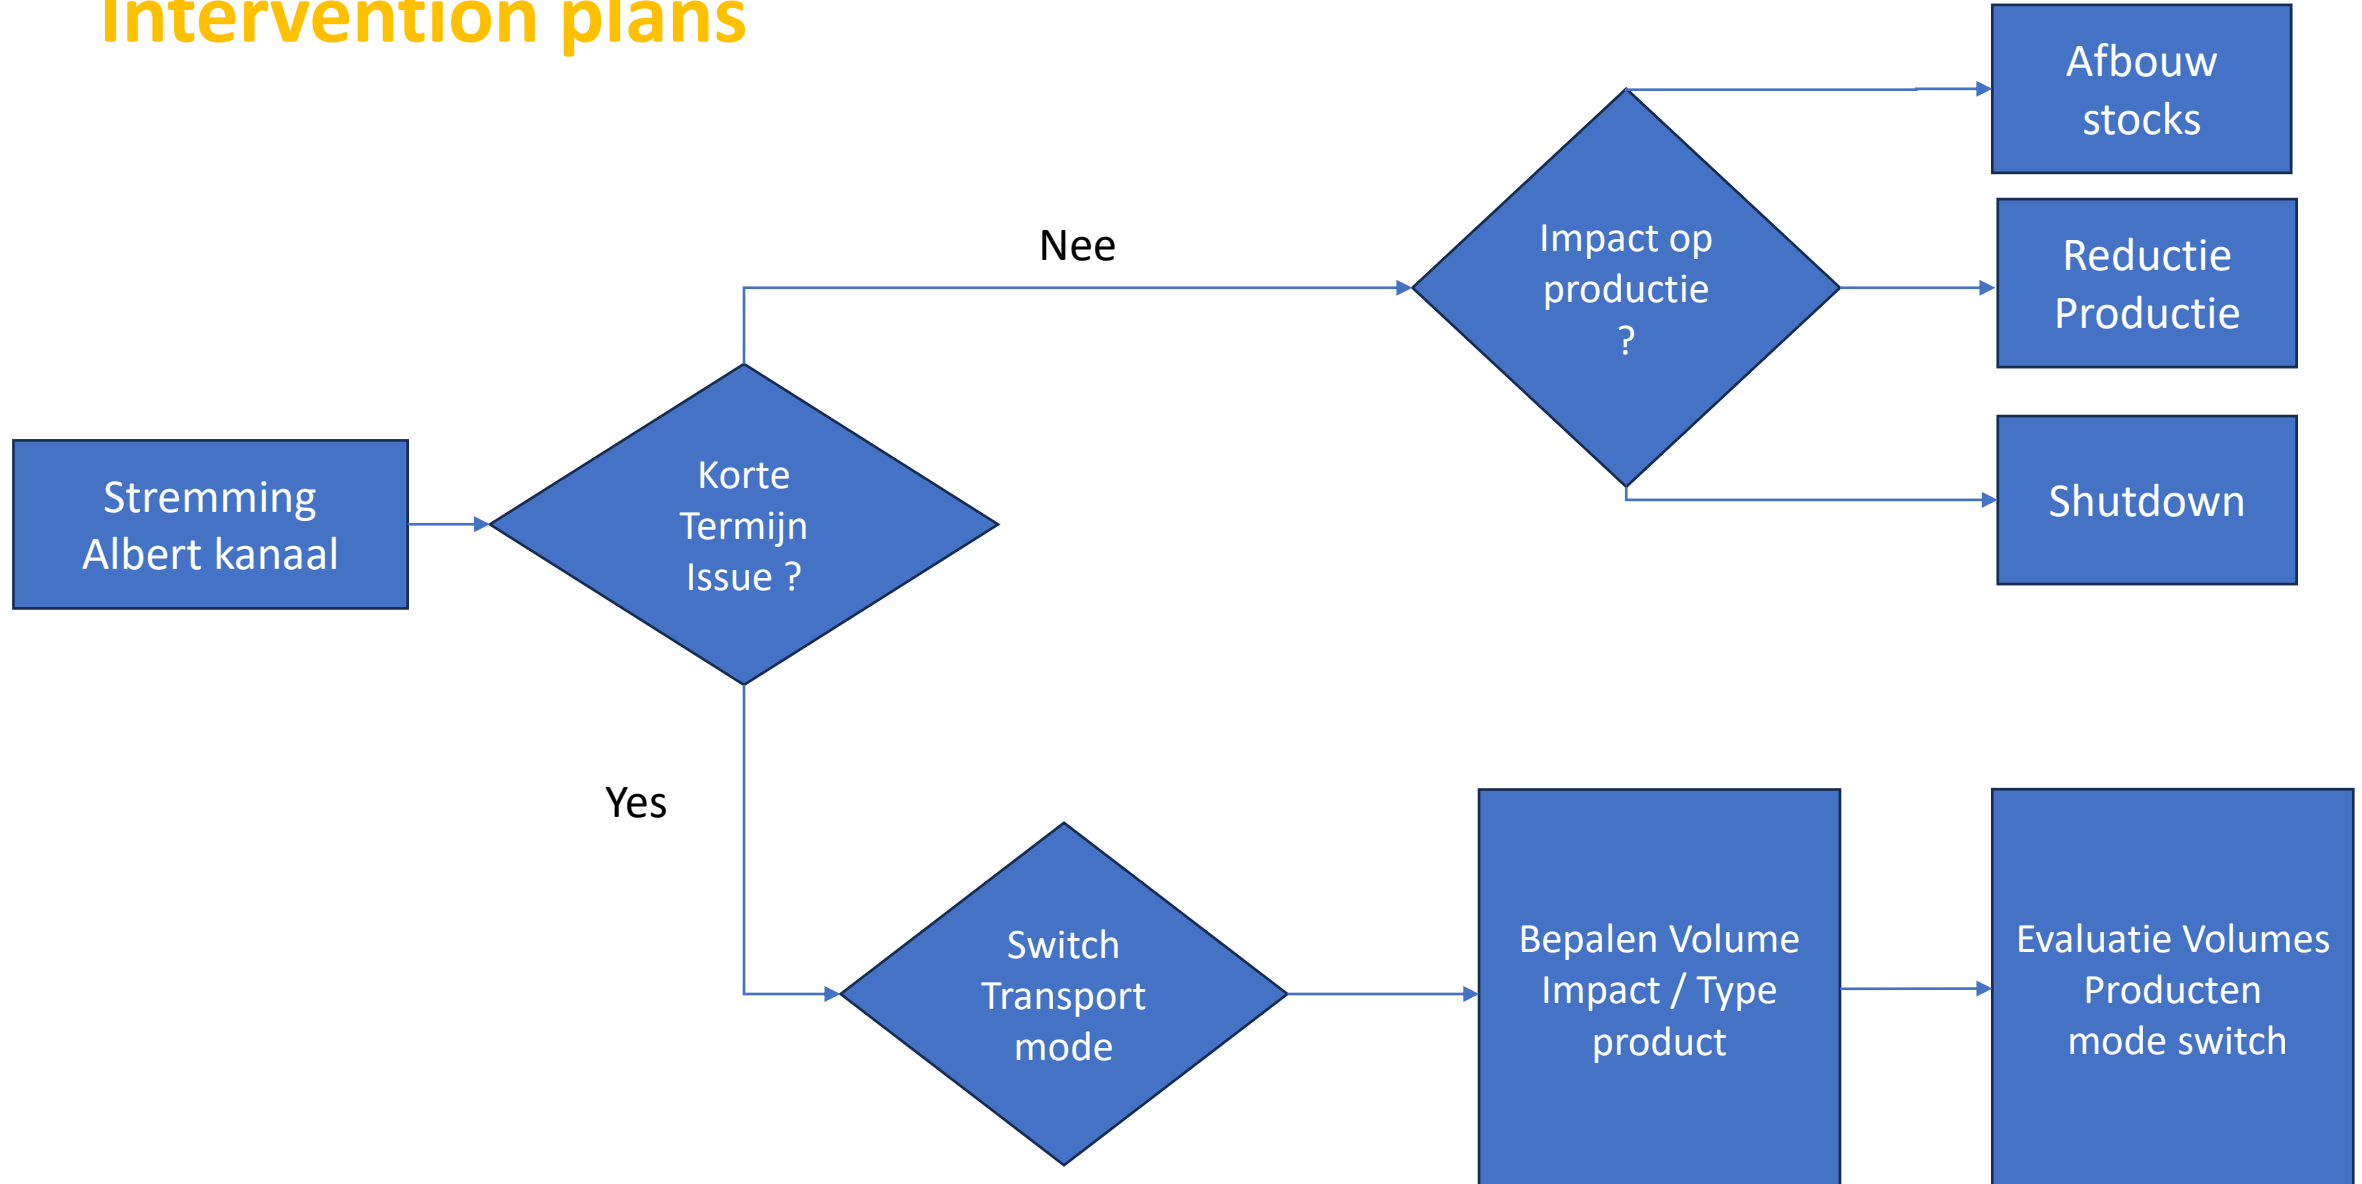 Intervention plans
Afbouw
stocks
Nee
Impact op
productie
?
Reductie
Productie
Stremming
Albert kanaal
Korte
Termijn
Issue ?
Shutdown
Yes
Switch
Transport
mode
Bepalen Volume
Impact / Type
product
Evaluatie Volumes
Producten
mode switch